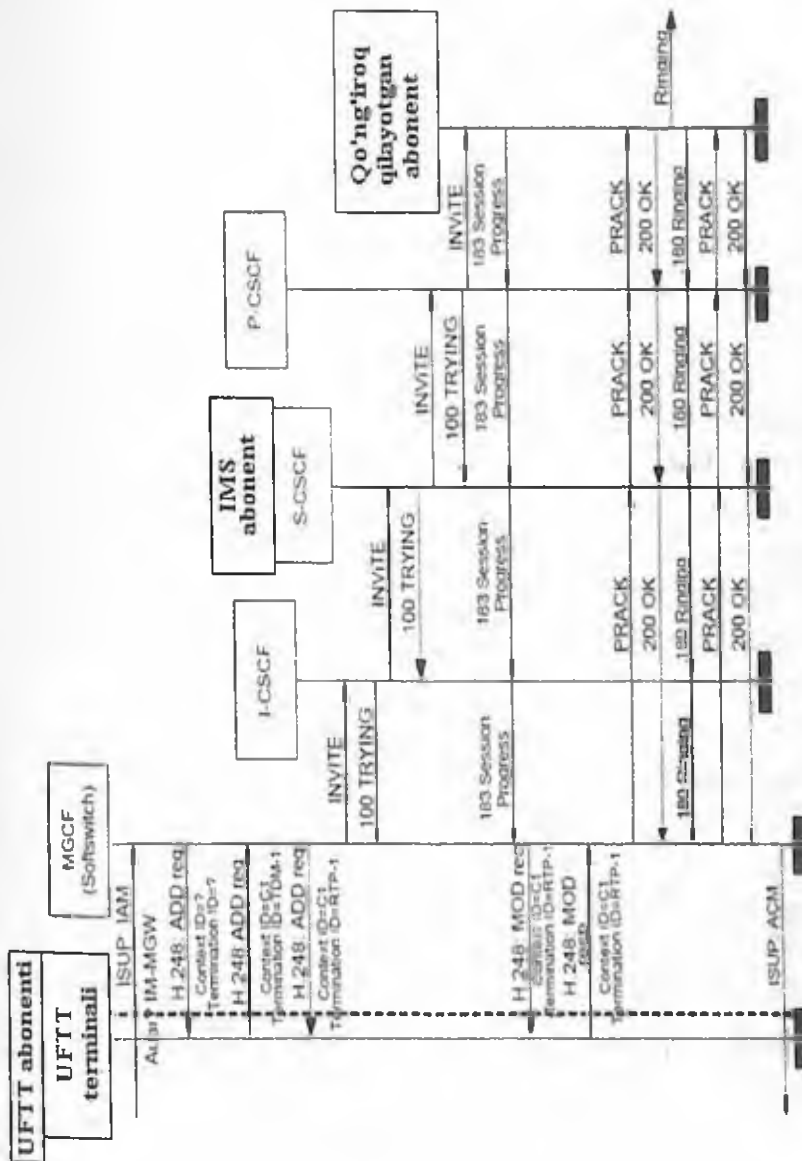 UFTT abonenti
UFTT
terminali
MGCF
(Softswitch)
I-CSCF
IMS
abonent
S-CSCF
P-CSCF
Qo'ng'iroq
qilayotgan
abonent
ISUP IAM
IM-MGW
H.248: ADD req
Context ID=?
Termination ID=?
H.248 ADD req
Context ID=C1
Termination ID=TDM-1
H.248: ADD req
Context ID=C1
Termination ID=RTP-1
INVITE
100 TRYING
INVITE
100 TRYING
INVITE
100 TRYING
INVITE
183 Session
Progress
183 Session
Progress
183 Session
Progress
183 Session
Progress
H.248: MOD req
Context ID=C1
Termination ID=RTP-1
H.248: MOD
resp
Context ID=C1
Termination ID=RTP-1
PRACK
PRACK
PRACK
200 OK
200 OK
200 OK
Ringing
180 Ringing
180 Ringing
180 Ringing
180 Ringing
PRACK
PRACK
PRACK
200 OK
200 OK
200 OK
ISUP ACM